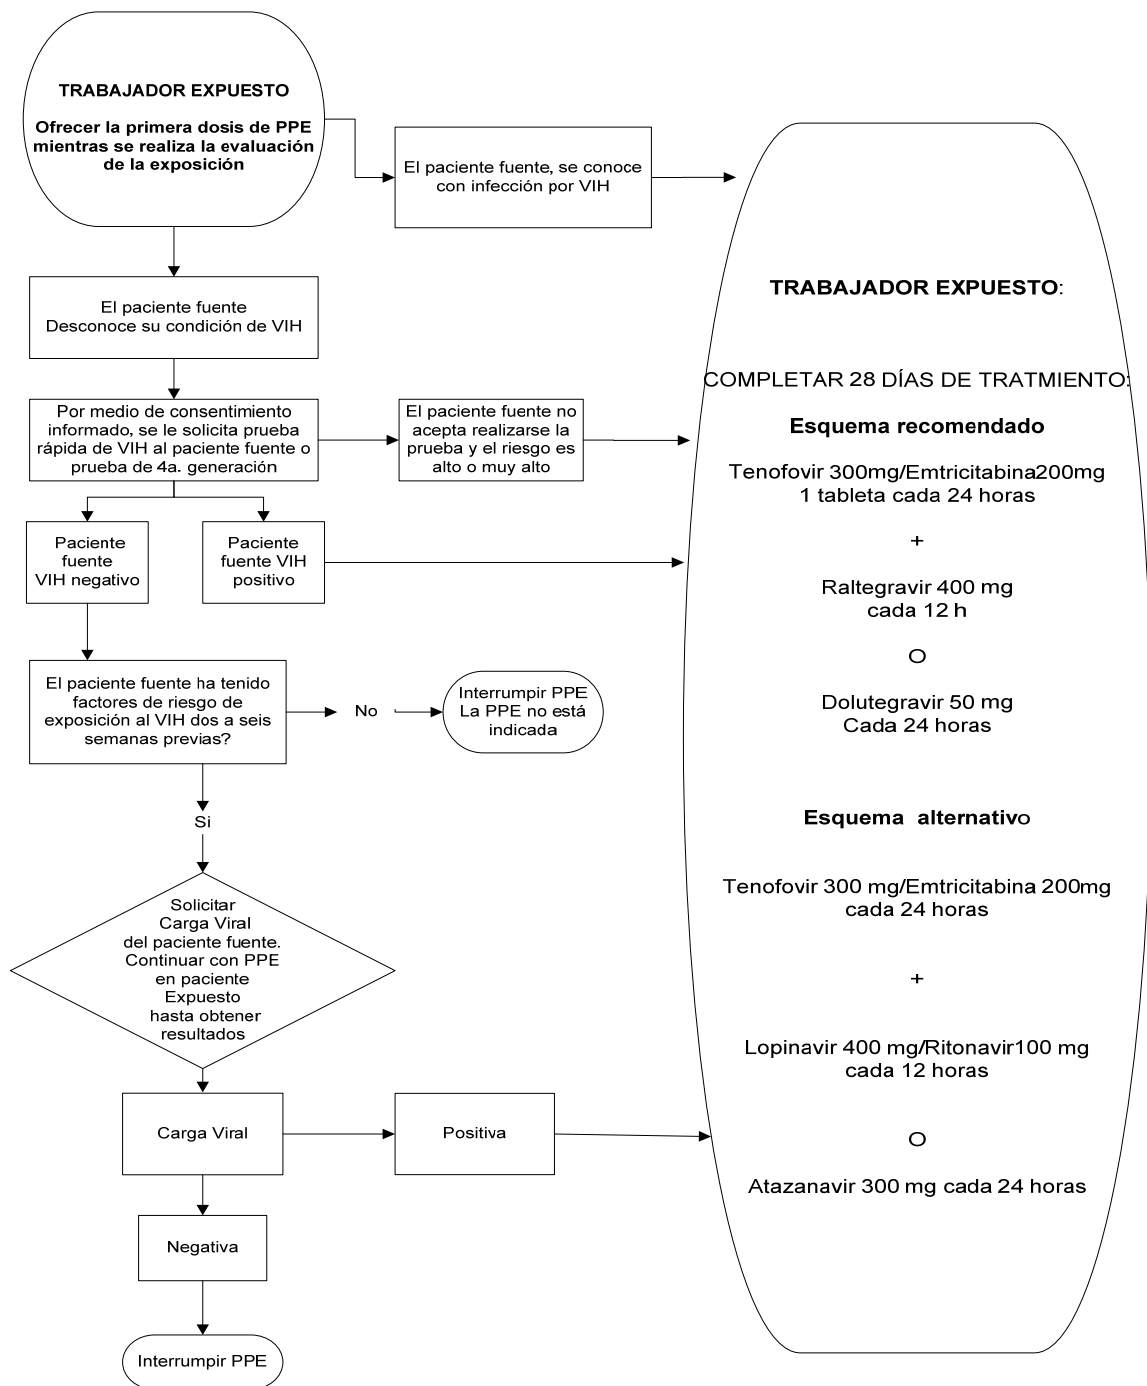 TRABAJADOR EXPUESTO
Ofrecer la primera dosis de PPE
mientras se realiza la evaluación
de la exposición
El paciente fuente, se conoce
con infección por VIH
El paciente fuente
Desconoce su condición de VIH
Por medio de consentimiento
informado, se le solicita prueba
rápida de VIH al paciente fuente o
prueba de 4a. generación
El paciente fuente no
acepta realizarse la
prueba y el riesgo es
alto o muy alto
Paciente
fuente
VIH negativo
Paciente
fuente VIH
positivo
El paciente fuente ha tenido
factores de riesgo de
exposición al VIH dos a seis
semanas previas?
No
Interrumpir PPE
La PPE no está
indicada
Si
Solicitar
Carga Viral
del paciente fuente.
Continuar con PPE
en paciente
Expuesto
hasta obtener
resultados
Carga Viral
Positiva
Negativa
Interrumpir PPE
TRABAJADOR EXPUESTO:
COMPLETAR 28 DÍAS DE TRATMIENTO:
Esquema recomendado
Tenofovir 300mg/Emtricitabina200mg
1 tableta cada 24 horas
+
Raltegravir 400 mg
cada 12 h
O
Dolutegravir 50 mg
Cada 24 horas
Esquema alternativo
Tenofovir 300 mg/Emtricitabina 200mg
cada 24 horas
+
Lopinavir 400 mg/Ritonavir100 mg
cada 12 horas
O
Atazanavir 300 mg cada 24 horas